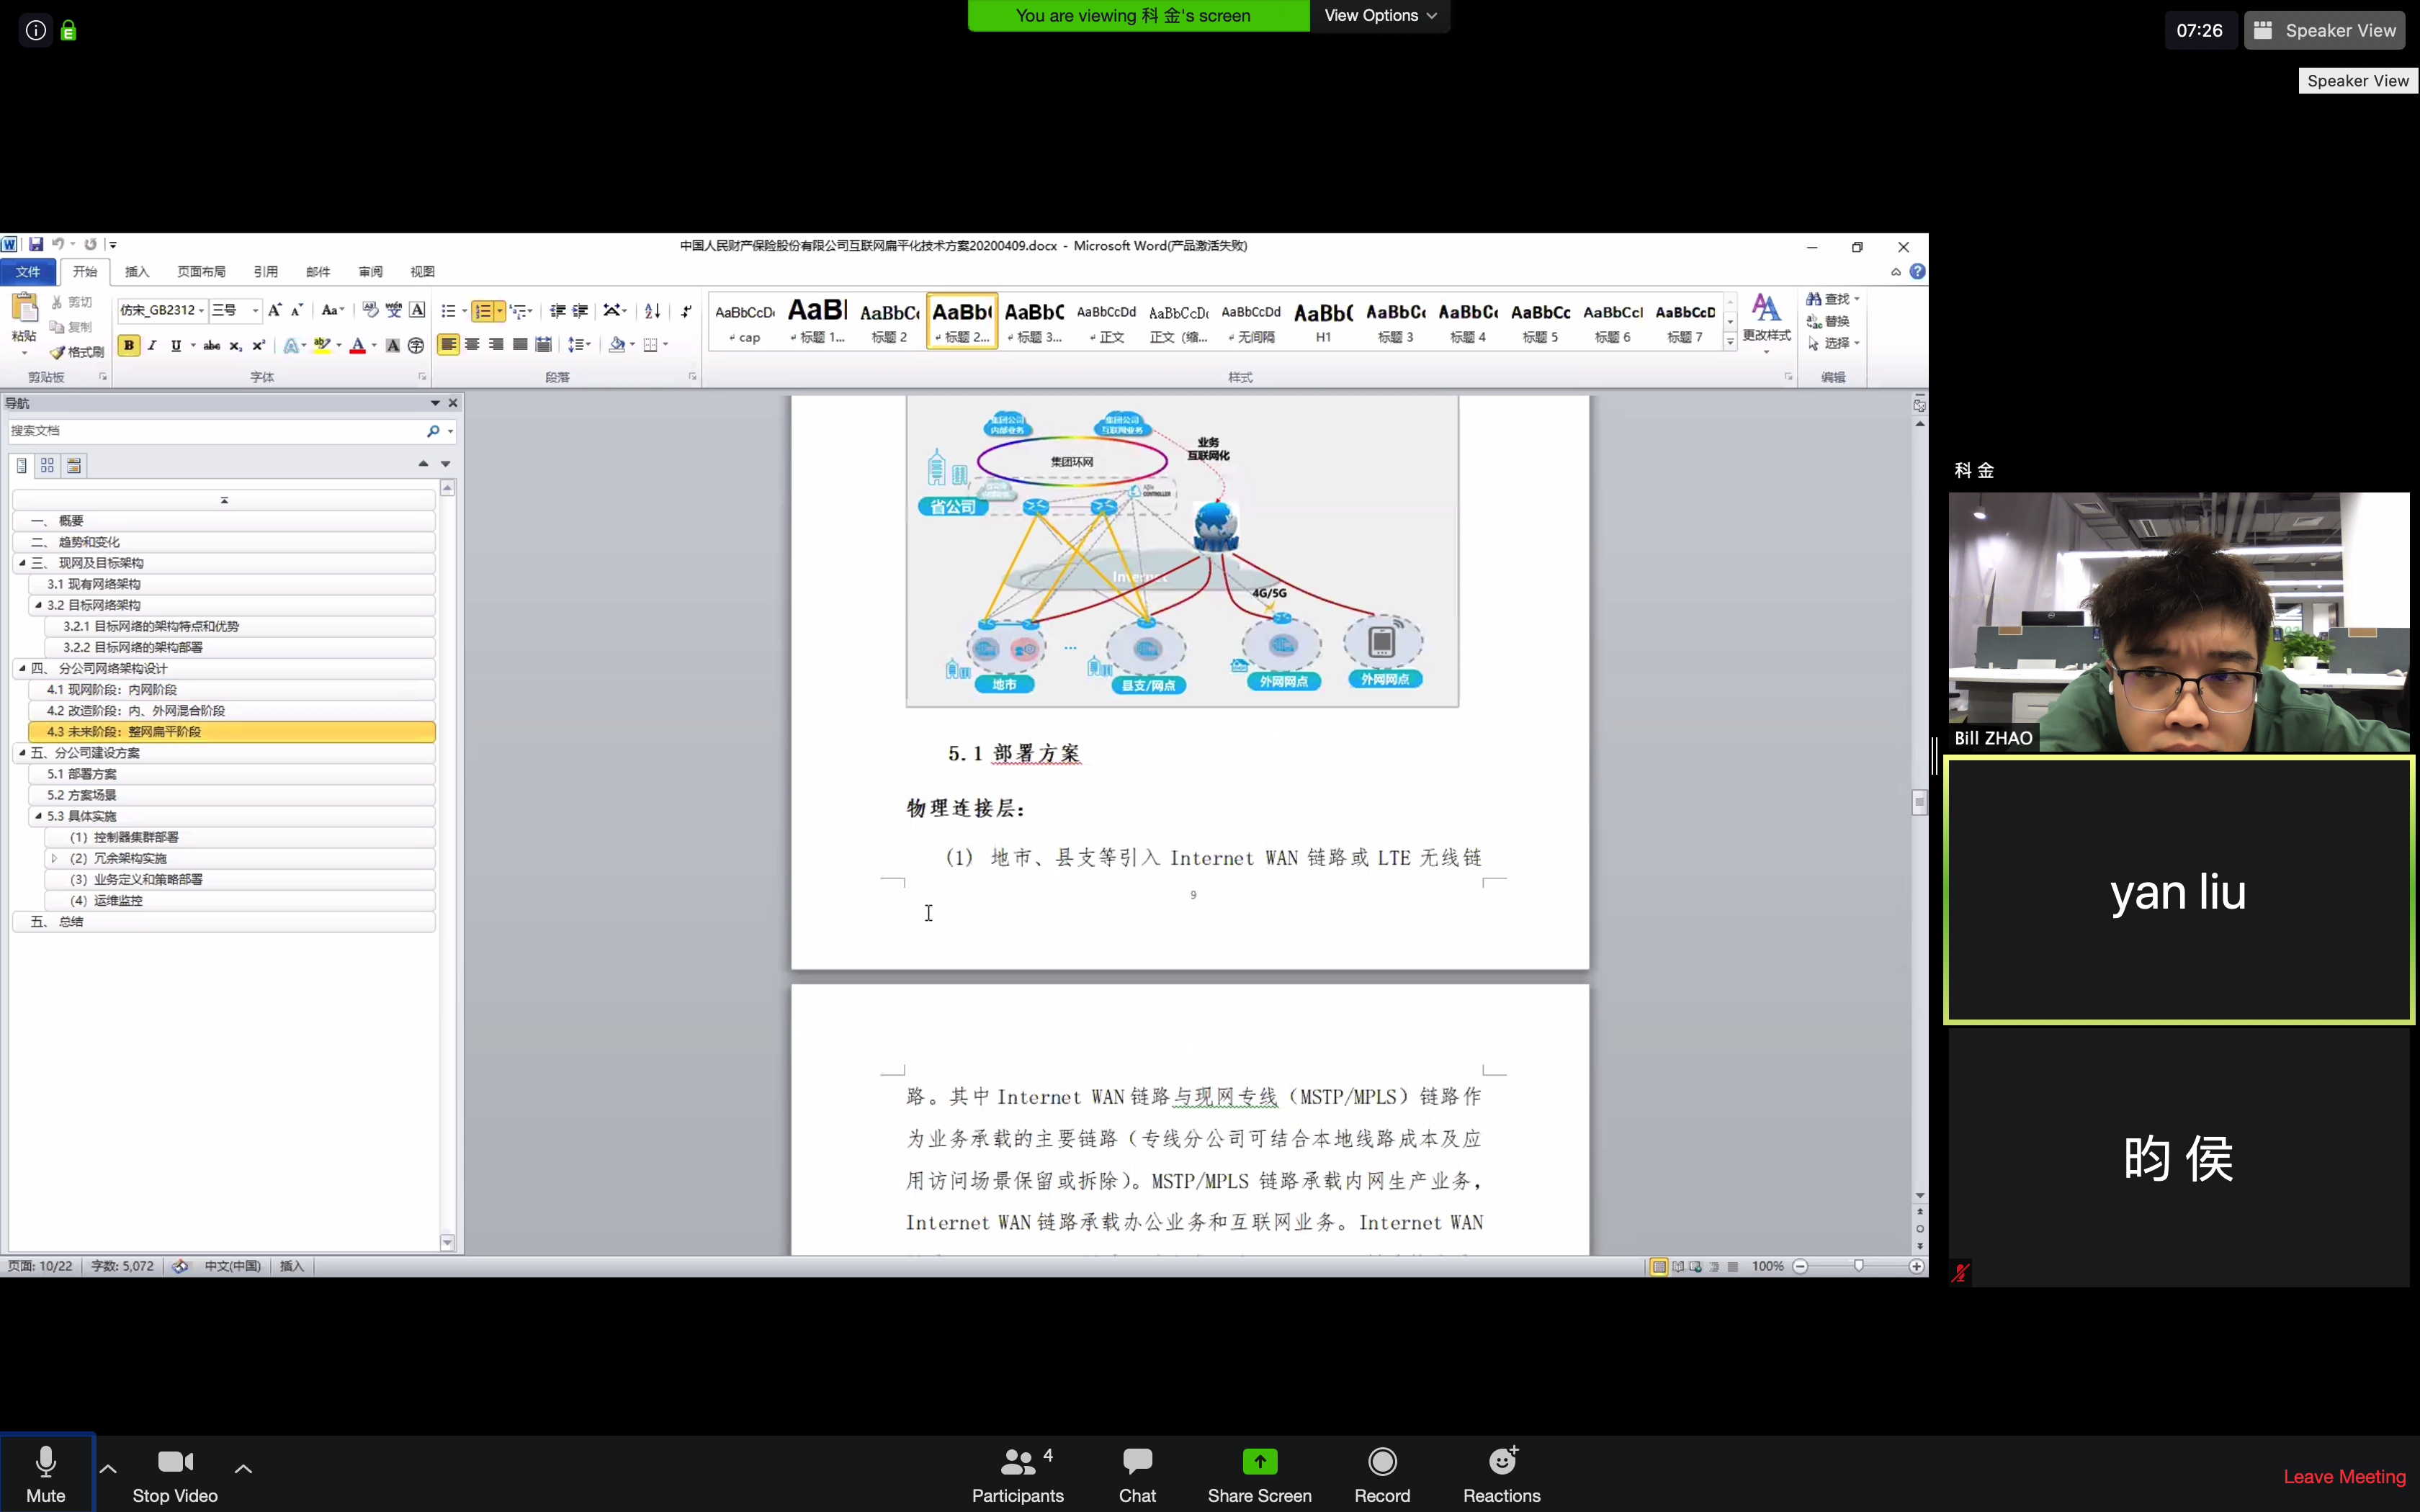 You are viewing 科 金's screen
View Options
07:26
Speaker View
Speaker View
中国人民财产保险股份有限公司互联网扁平化技术方案20200409.docx - Microsoft Word(产品激活失败)
文件 开始 插入 页面布局 引用 邮件 审阅 视图
粘贴
剪切
复制
格式刷
剪贴板
仿宋_GB2312 三号
字体
段落
AaBbCcD AaBl AaBbC AaBb( AaBbC AaBbCcDd AaBbCcD AaBbCcDd AaBb( AaBbC AaBbC AaBbCc AaBbCcl AaBbCcD
cap 标题 1... 标题 2 标题 2... 标题 3... 正文 正文 (缩... 无间隔 H1 标题 3 标题 4 标题 5 标题 6 标题 7
样式
更改样式
查找
替换
选择
编辑
导航
搜索文档
一、 概要
二、 趋势和变化
三、 现网及目标架构
3.1 现有网络架构
3.2 目标网络架构
3.2.1 目标网络的架构特点和优势
3.2.2 目标网络的架构部署
四、 分公司网络架构设计
4.1 现网阶段：内网阶段
4.2 改造阶段：内、外网混合阶段
4.3 未来阶段：整网扁平阶段
五、分公司建设方案
5.1 部署方案
5.2 方案场景
5.3 具体实施
(1) 控制器集群部署
(2) 冗余架构实施
(3) 业务定义和策略部署
(4) 运维监控
五、 总结
集团公司
内部业务
集团公司
互联网业务
业务
互联网化
集团环网
CONTROLLER
省公司
Internet
4G/5G
地市
县支/网点
外网网点
外网网点
5.1 部署方案
物理连接层：
(1) 地市、县支等引入 Internet WAN 链路或 LTE 无线链
9
路。其中 Internet WAN 链路与现网专线（MSTP/MPLS）链路作
为业务承载的主要链路（专线分公司可结合本地线路成本及应
用访问场景保留或拆除）。MSTP/MPLS 链路承载内网生产业务，
Internet WAN 链路承载办公业务和互联网业务。Internet WAN
页面: 10/22 字数: 5,072 中文(中国) 插入
100%
科 金
Bill ZHAO
yan liu
昀 侯
Mute
Stop Video
Participants 4
Chat
Share Screen
Record
Reactions
Leave Meeting